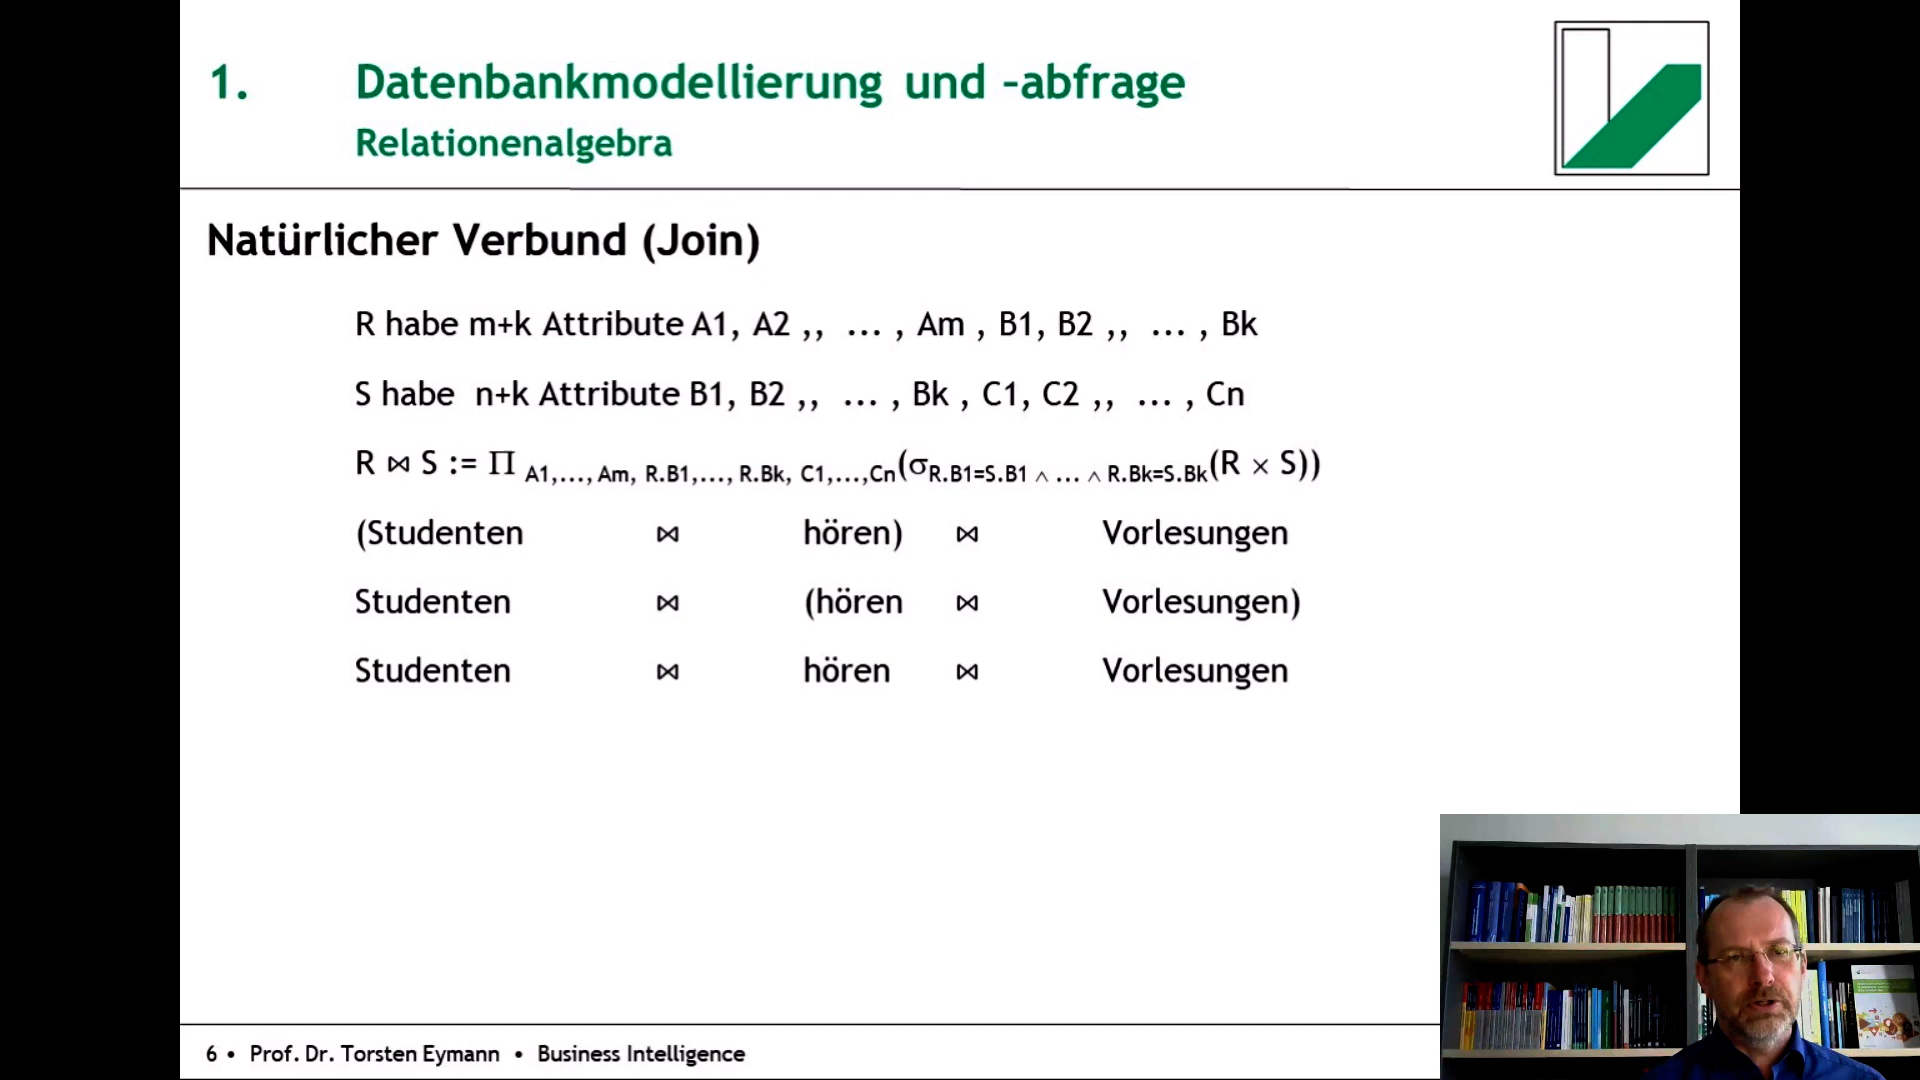 1. Datenbankmodellierung und –abfrage
Relationenalgebra
Natürlicher Verbund (Join)
R habe m+k Attribute A1, A2 ,, ... , Am , B1, B2 ,, ... , Bk
S habe n+k Attribute B1, B2 ,, ... , Bk , C1, C2 ,, ... , Cn
R ⋈ S := Π A1,..., Am, R.B1,..., R.Bk, C1,...,Cn(σR.B1=S.B1 ∧ ... ∧ R.Bk=S.Bk(R × S))
(Studenten ⋈ hören) ⋈ Vorlesungen
Studenten ⋈ (hören ⋈ Vorlesungen)
Studenten ⋈ hören ⋈ Vorlesungen
6 • Prof. Dr. Torsten Eymann • Business Intelligence